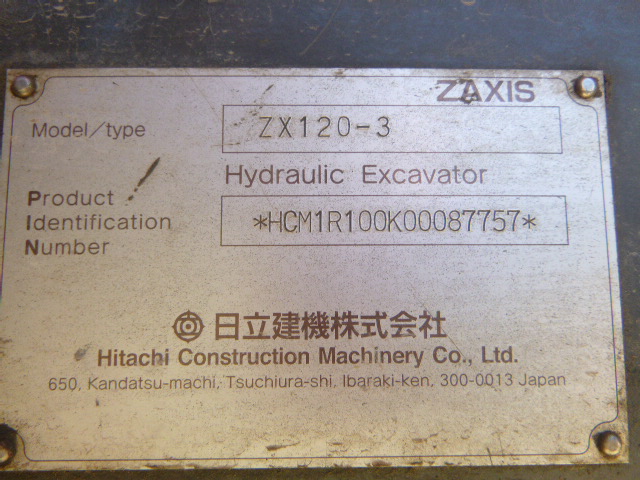 ZAXIS
Model/type ZX120-3
Hydraulic Excavator
Product
Identification *HCM1R100K00087757*
Number
日立建機株式会社
Hitachi Construction Machinery Co., Ltd.
650, Kandatsu-machi, Tsuchiura-shi, Ibaraki-ken, 300-0013 Japan